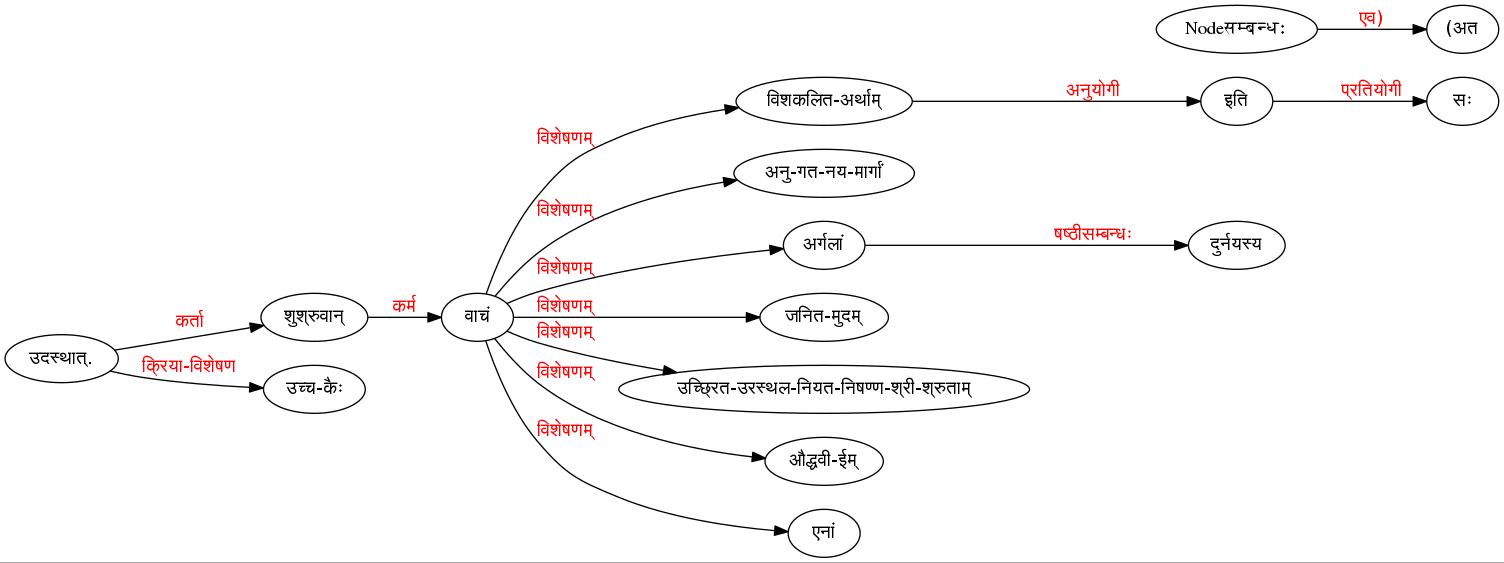 Nodeसम्बन्धः एव) (अत
विशकलित-अर्थाम् अनुयोगी इति प्रतियोगी सः
विशेषणम्
अनु-गत-नय-मार्गां
विशेषणम्
अर्गलां षष्ठीसम्बन्धः दुर्नयस्य
विशेषणम्
विशेषणम्
उदस्थात्. कर्ता शुश्रुवान् कर्म वाचं जनित-मुदम्
विशेषणम्
क्रिया-विशेषण उच्च-कैः
विशेषणम्
उच्छ्रित-उरस्थल-नियत-निषण्ण-श्री-श्रुताम्
विशेषणम्
औद्धवी-ईम्
एनां